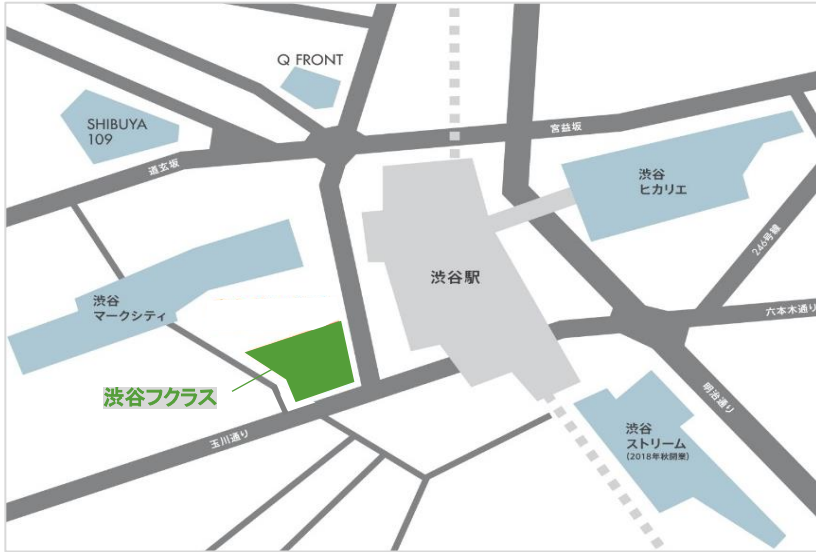 Q FRONT
SHIBUYA
109
宮益坂
道玄坂
渋谷
ヒカリエ
246号線
渋谷駅
渋谷
マークシティ
六本木通り
渋谷フクラス
明治通り
玉川通り
渋谷
ストリーム
(2018年秋開業)